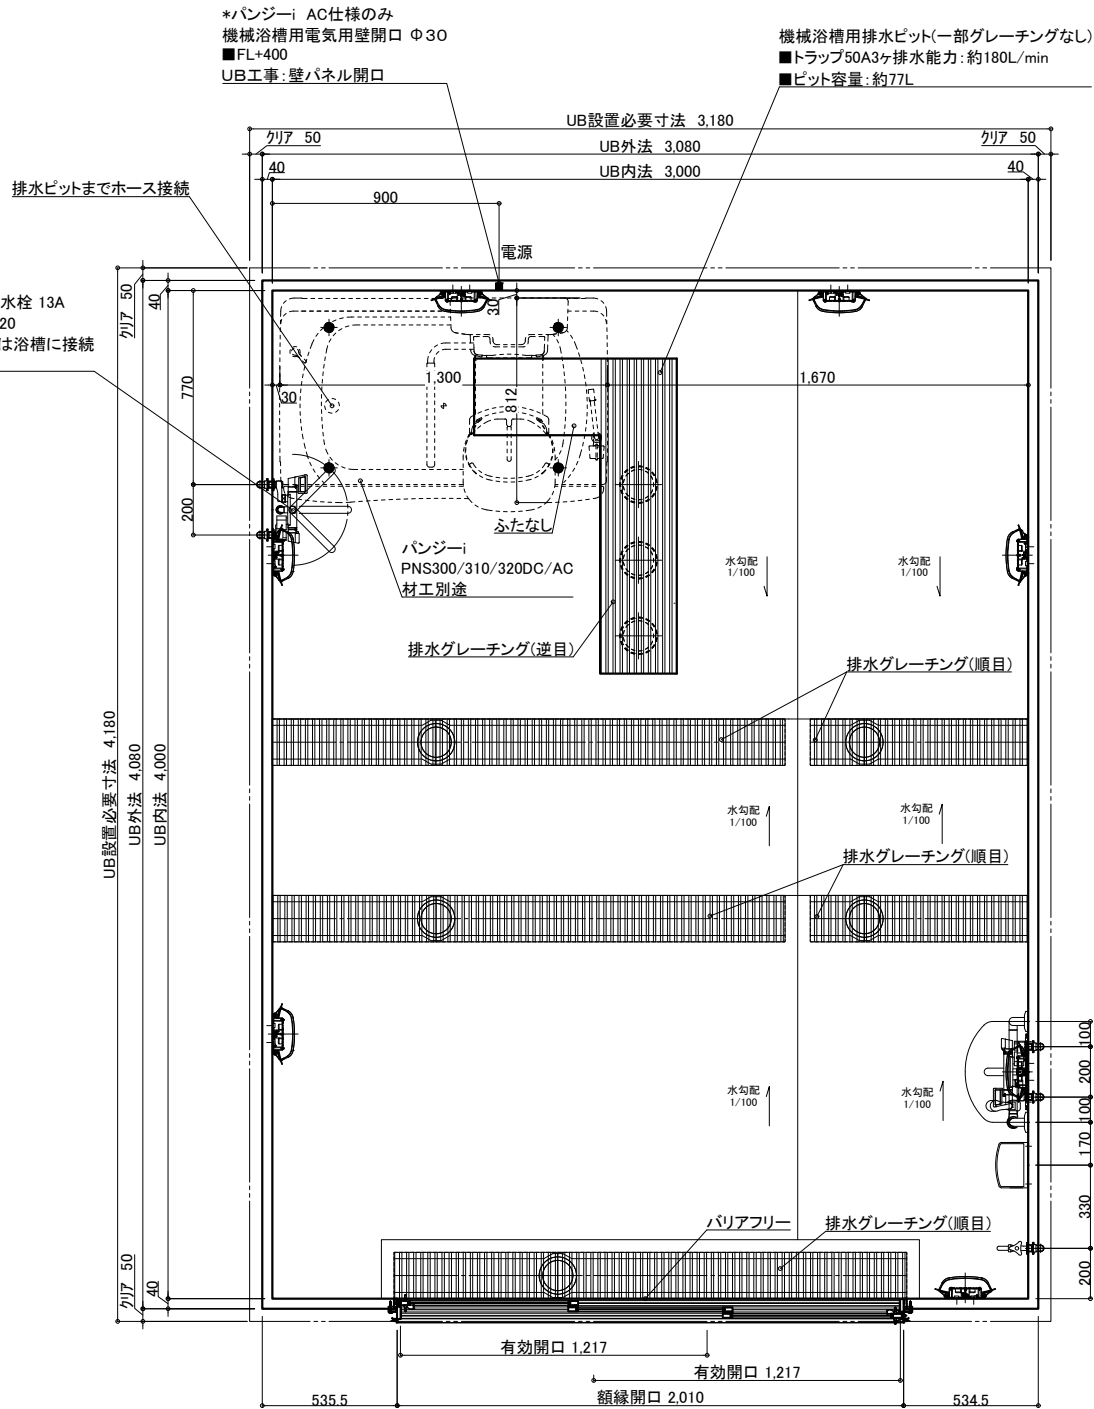 *パンジーi AC仕様のみ
機械浴槽用電気用壁開口 Φ30
■FL+400
UB工事:壁パネル開口
機械浴槽用排水ピット(一部グレーチングなし)
■トラップ50A3ヶ排水能力:約180L/min
■ピット容量:約77L
UB設置必要寸法 3,180
クリア 50
UB外法 3,080
クリア 50
40
UB内法 3,000
40
排水ピットまでホース接続
900
電源
クリア 50
40
水栓 13A
20
は浴槽に接続
30
770
30
1,300
812
1,670
200
ふたなし
パンジーi
PNS300/310/320DC/AC
材工別途
水勾配
1/100
水勾配
1/100
排水グレーチング(逆目)
排水グレーチング(順目)
UB設置必要寸法 4,180
UB外法 4,080
UB内法 4,000
水勾配
1/100
水勾配
1/100
排水グレーチング(順目)
100
200
100
170
330
200
水勾配
1/100
水勾配
1/100
バリアフリー
排水グレーチング(順目)
クリア 50
40
有効開口 1,217
有効開口 1,217
535.5
額縁開口 2,010
534.5